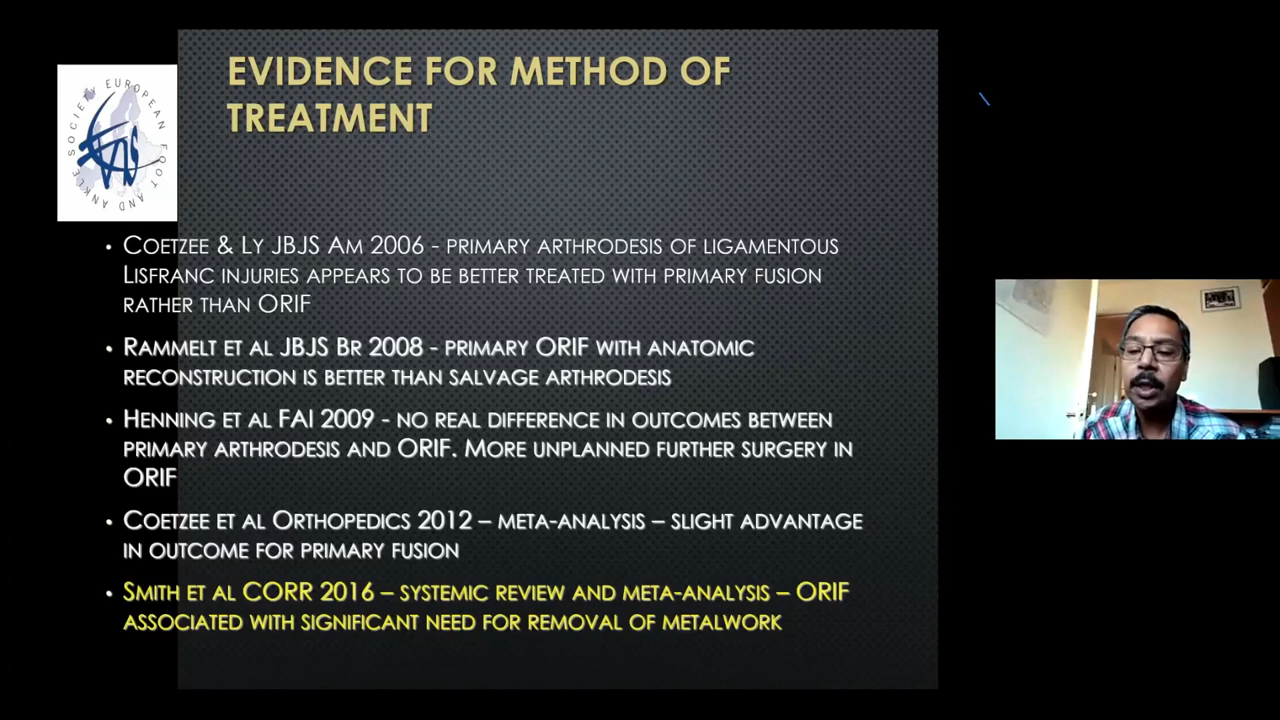 EVIDENCE FOR METHOD OF
TREATMENT
SOCIETY EUROPEAN FOOT AND ANKLE
• COETZEE & LY JBJS AM 2006 - PRIMARY ARTHRODESIS OF LIGAMENTOUS
LISFRANC INJURIES APPEARS TO BE BETTER TREATED WITH PRIMARY FUSION
RATHER THAN ORIF
• RAMMELT ET AL JBJS BR 2008 - PRIMARY ORIF WITH ANATOMIC
RECONSTRUCTION IS BETTER THAN SALVAGE ARTHRODESIS
• HENNING ET AL FAI 2009 - NO REAL DIFFERENCE IN OUTCOMES BETWEEN
PRIMARY ARTHRODESIS AND ORIF. MORE UNPLANNED FURTHER SURGERY IN
ORIF
• COETZEE ET AL ORTHOPEDICS 2012 – META-ANALYSIS – SLIGHT ADVANTAGE
IN OUTCOME FOR PRIMARY FUSION
• SMITH ET AL CORR 2016 – SYSTEMIC REVIEW AND META-ANALYSIS – ORIF
ASSOCIATED WITH SIGNIFICANT NEED FOR REMOVAL OF METALWORK